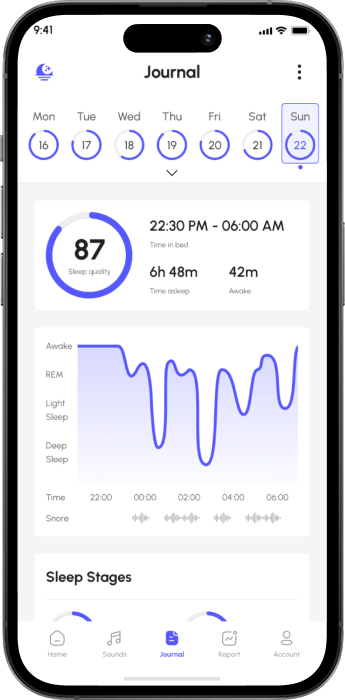 9:41
Journal
Mon Tue Wed Thu Fri Sat Sun
16 17 18 19 20 21 22
87
Sleep quality
22:30 PM - 06:00 AM
Time in bed
6h 48m 42m
Time asleep Awake
Awake
REM
Light
Sleep
Deep
Sleep
Time 22:00 00:00 02:00 04:00 06:00
Snore
Sleep Stages
Home Sounds Journal Report Account